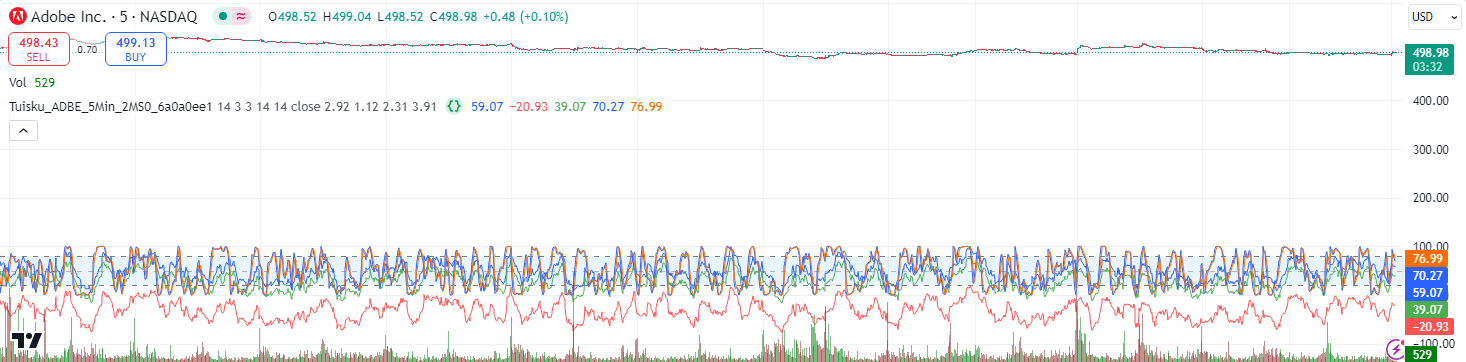 Adobe Inc. · 5 · NASDAQ O498.52 H499.04 L498.52 C498.98 +0.48 (+0.10%)
USD
498.43
SELL
0.70
499.13
BUY
498.98
03:32
Vol 529
Tuisku_ADBE_5Min_2MS0_6a0a0ee1 14 3 3 14 14 close 2.92 1.12 2.31 3.91 {} 59.07 −20.93 39.07 70.27 76.99
400.00
300.00
200.00
100.00
76.99
70.27
59.07
39.07
−20.93
−100.00
529